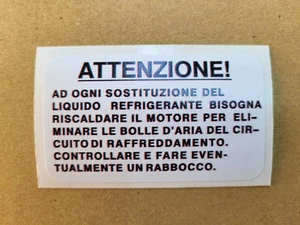 ATTENZIONE!
AD OGNI SOSTITUZIONE DEL
LIQUIDO REFRIGERANTE BISOGNA
RISCALDARE IL MOTORE PER ELI-
MINARE LE BOLLE D'ARIA DEL CIR-
CUITO DI RAFFREDDAMENTO.
CONTROLLARE E FARE EVEN-
TUALMENTE UN RABBOCCO.